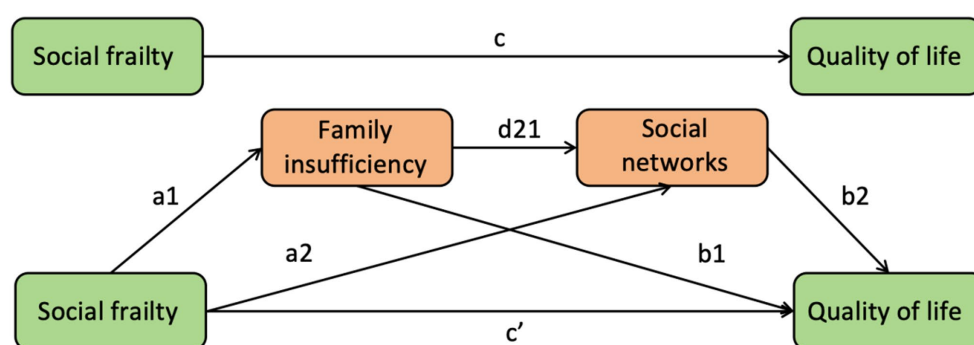 c
Social frailty
Quality of life
Family
insufficiency
d21
Social
networks
a1
b2
a2
b1
Social frailty
Quality of life
c’